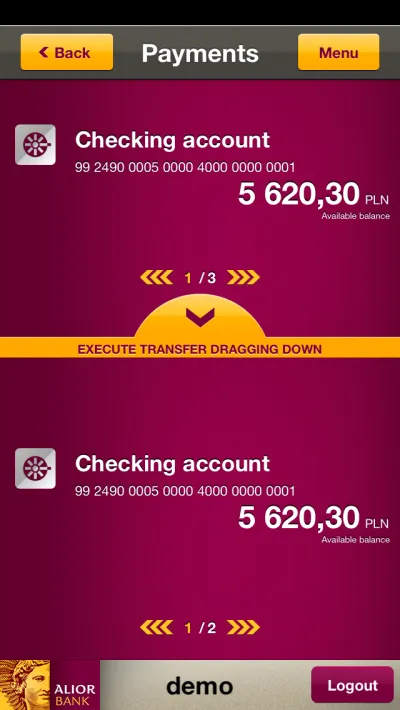 Back
Payments
Menu
Checking account
99 2490 0005 0000 4000 0000 0001
5 620,30 PLN
Available balance
1 / 3
EXECUTE TRANSFER DRAGGING DOWN
Checking account
99 2490 0005 0000 4000 0000 0001
5 620,30 PLN
Available balance
1 / 2
ALIOR
BANK
demo
Logout